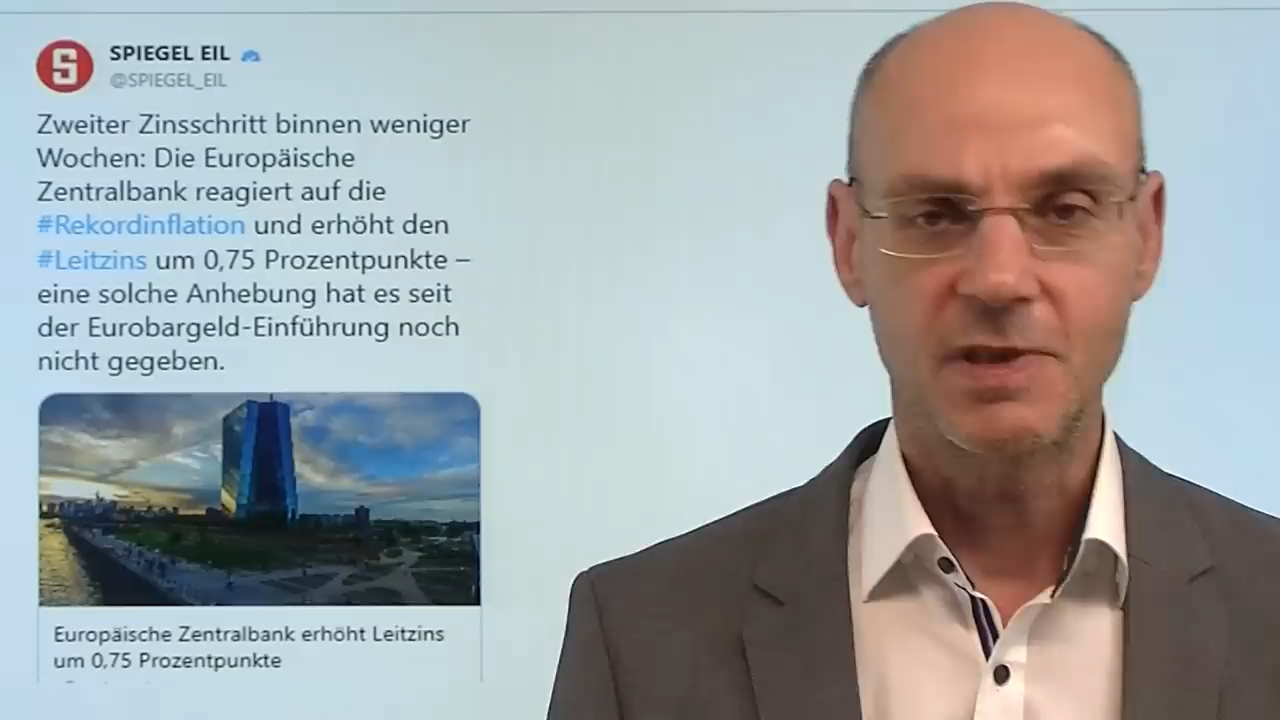 SPIEGEL EIL
@SPIEGEL_EIL
Zweiter Zinsschritt binnen weniger
Wochen: Die Europäische
Zentralbank reagiert auf die
#Rekordinflation und erhöht den
#Leitzins um 0,75 Prozentpunkte –
eine solche Anhebung hat es seit
der Eurobargeld-Einführung noch
nicht gegeben.
Europäische Zentralbank erhöht Leitzins
um 0,75 Prozentpunkte